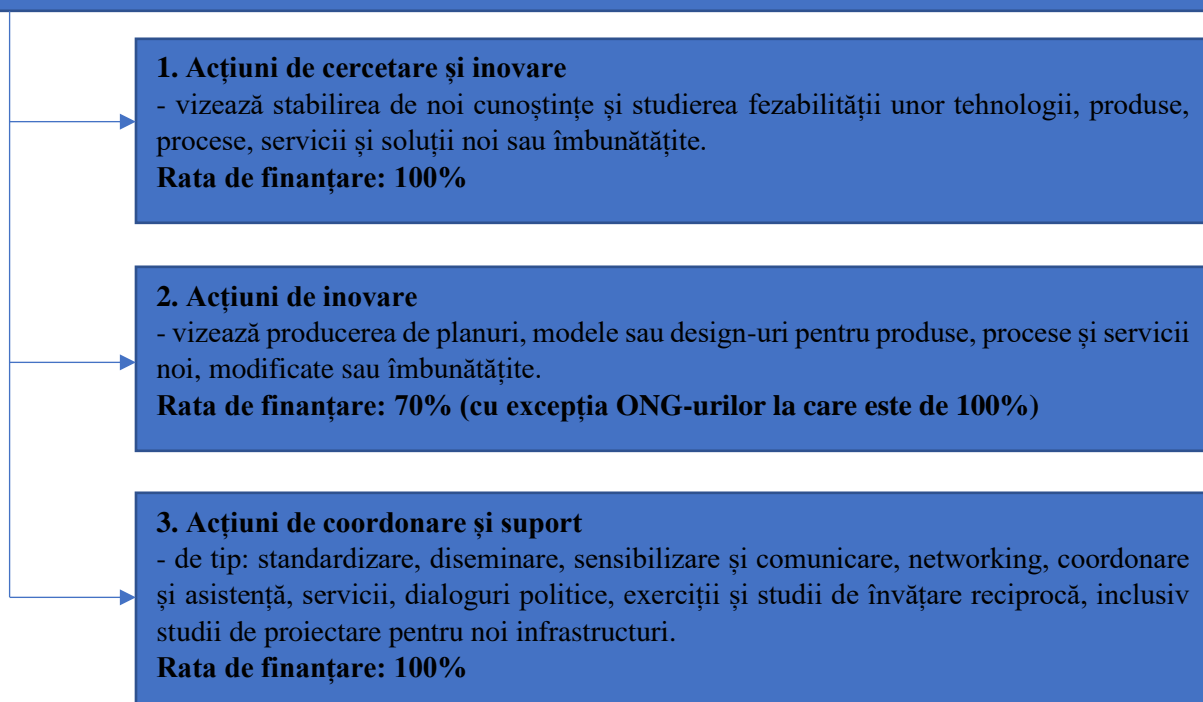 1. Acțiuni de cercetare și inovare
- vizează stabilirea de noi cunoștințe și studierea fezabilității unor tehnologii, produse,
procese, servicii și soluții noi sau îmbunătățite.
Rata de finanțare: 100%
2. Acțiuni de inovare
- vizează producerea de planuri, modele sau design-uri pentru produse, procese și servicii
noi, modificate sau îmbunătățite.
Rata de finanțare: 70% (cu excepția ONG-urilor la care este de 100%)
3. Acțiuni de coordonare și suport
- de tip: standardizare, diseminare, sensibilizare și comunicare, networking, coordonare
și asistență, servicii, dialoguri politice, exerciții și studii de învățare reciprocă, inclusiv
studii de proiectare pentru noi infrastructuri.
Rata de finanțare: 100%